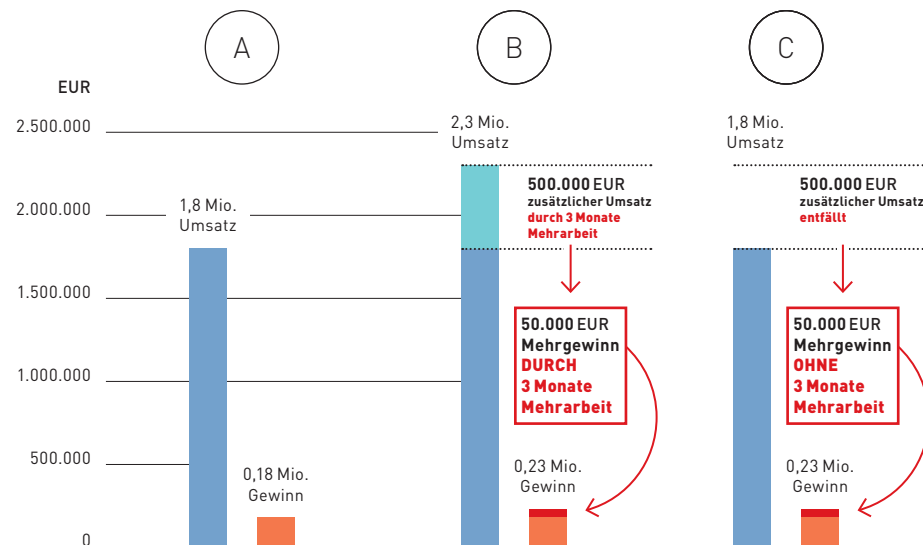 A
B
C
EUR
2.500.000
2.000.000
1.500.000
1.000.000
500.000
0
1,8 Mio.
Umsatz
0,18 Mio.
Gewinn
2,3 Mio.
Umsatz
500.000 EUR
zusätzlicher Umsatz
durch 3 Monate
Mehrarbeit
50.000 EUR
Mehrgewinn
DURCH
3 Monate
Mehrarbeit
0,23 Mio.
Gewinn
1,8 Mio.
Umsatz
500.000 EUR
zusätzlicher Umsatz
entfällt
50.000 EUR
Mehrgewinn
OHNE
3 Monate
Mehrarbeit
0,23 Mio.
Gewinn